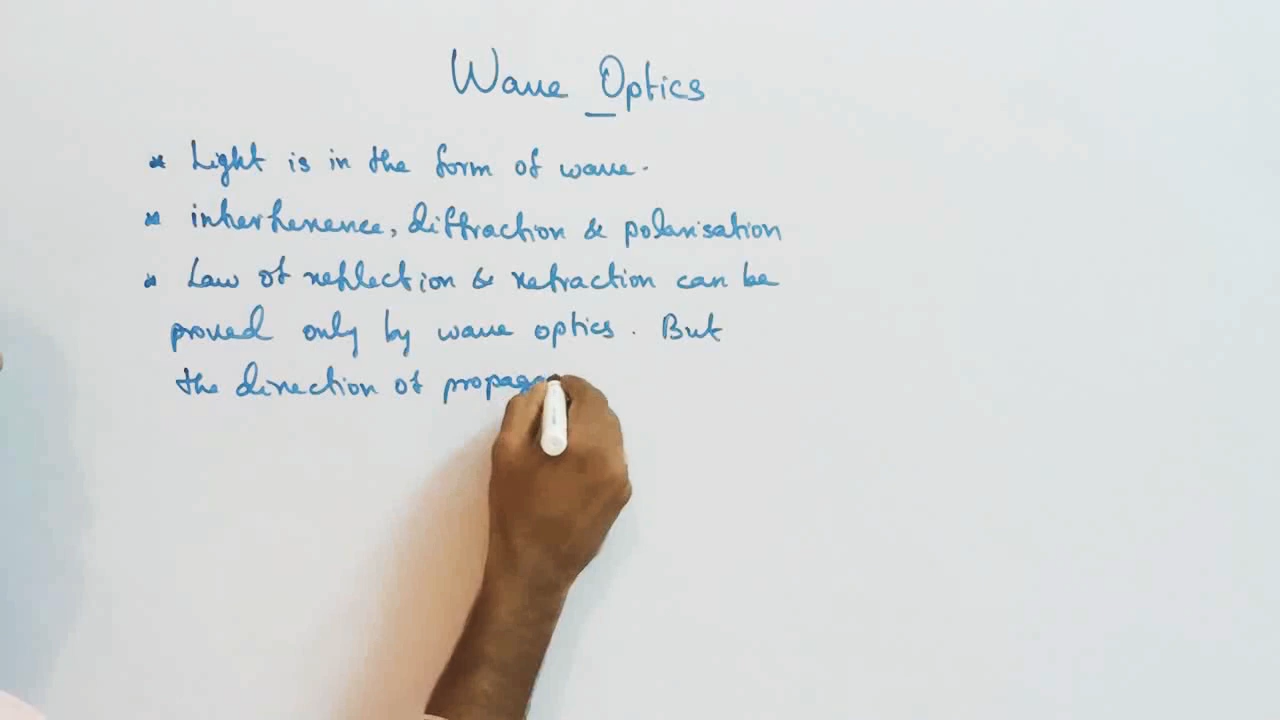 Wave Optics
* Light is in the form of wave.
* interference, diffraction & polarisation
* Law of reflection & refraction can be
proved only by wave optics. But
the direction of propaga